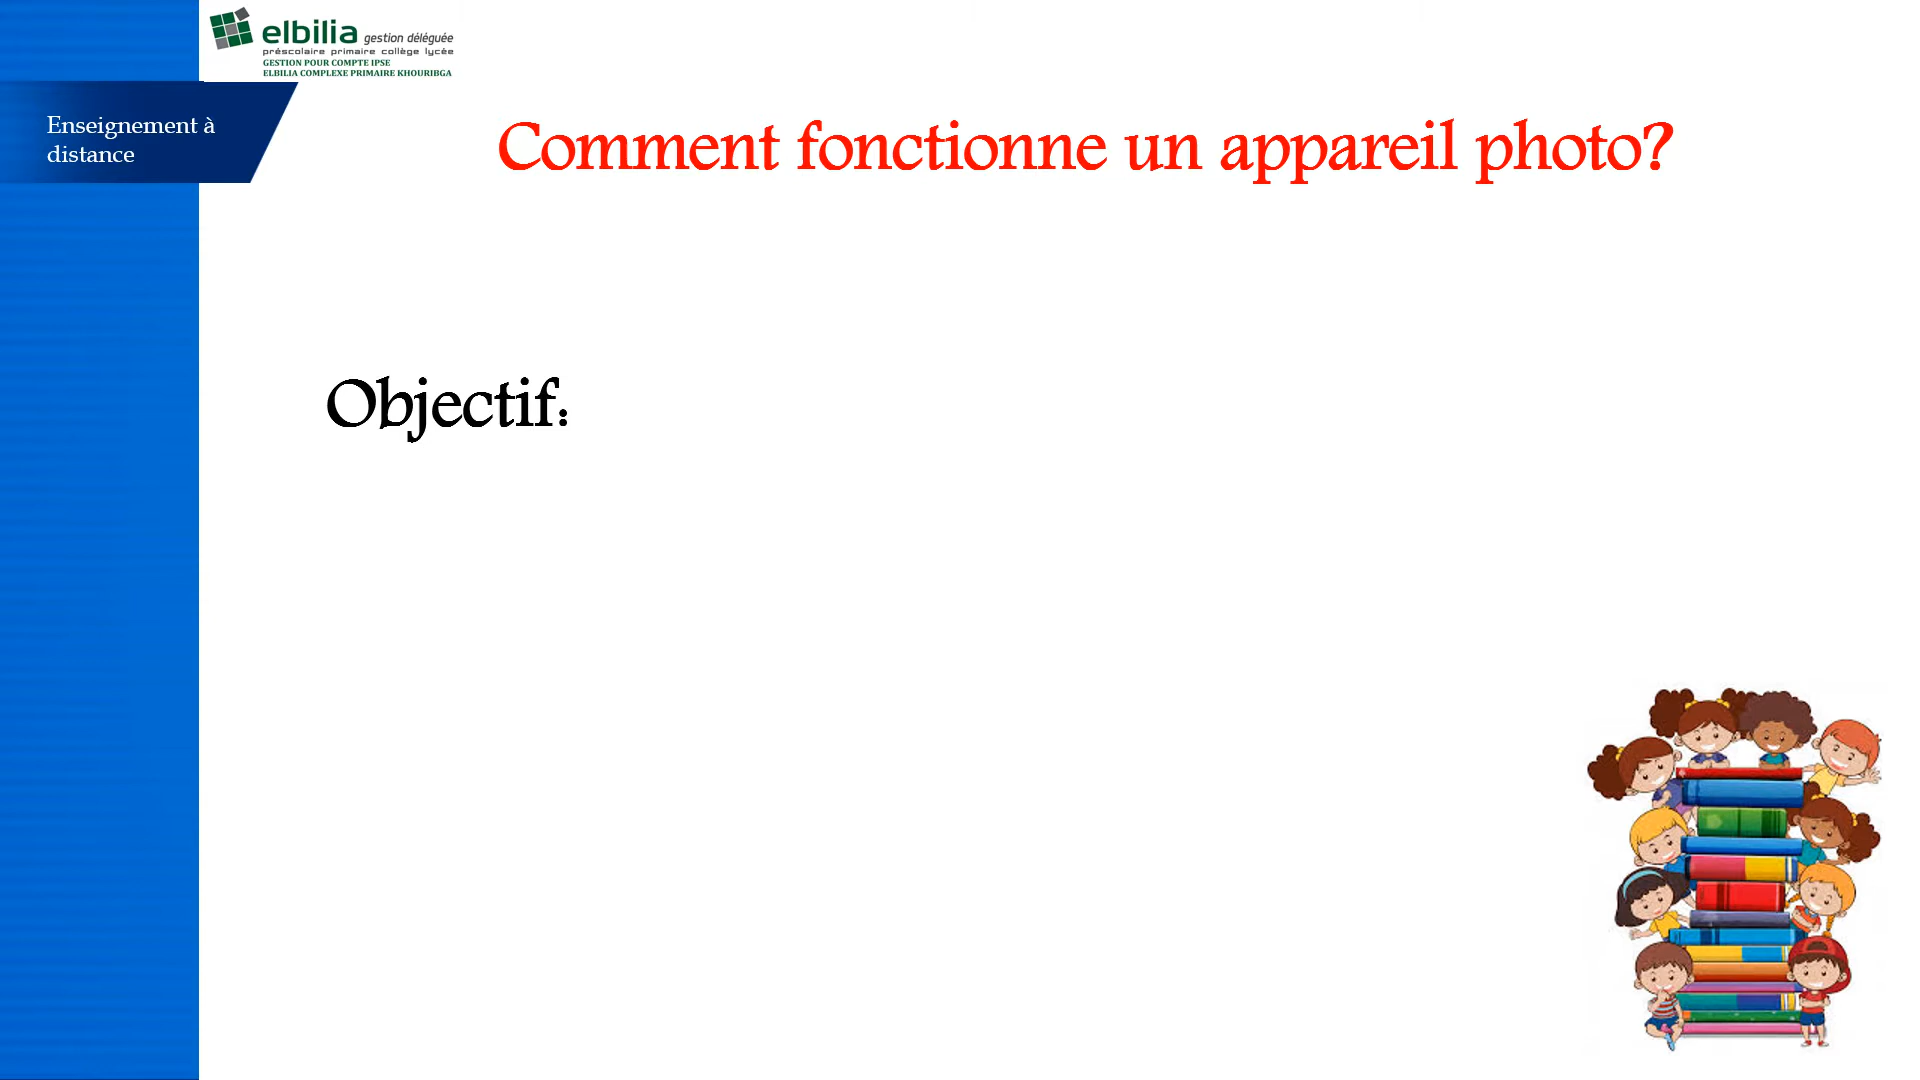 elbilia gestion déléguée
préscolaire primaire collège lycée
GESTION POUR COMPTE IPSE
ELBILIA COMPLEXE PRIMAIRE KHOURIBGA
Enseignement à
distance
Comment fonctionne un appareil photo?
Objectif: